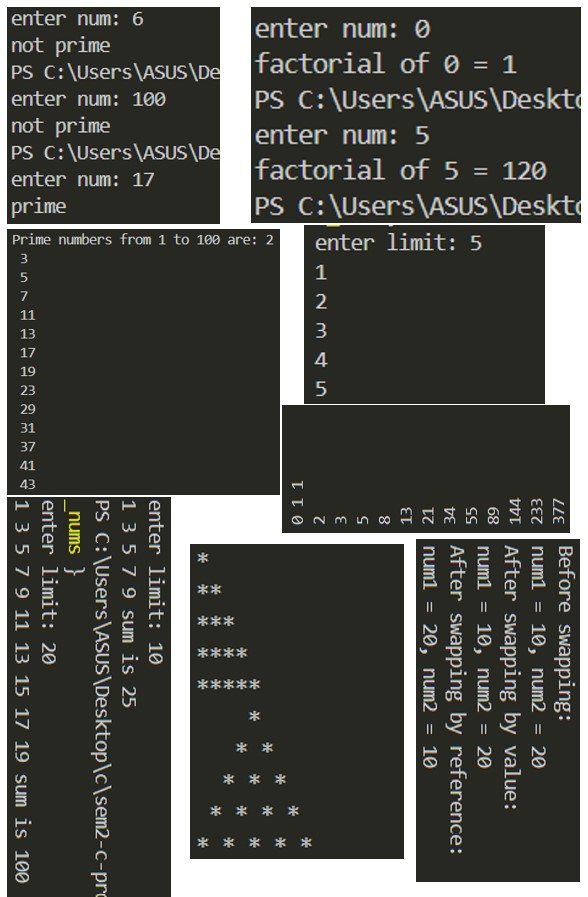 enter num: 6
not prime
PS C:\Users\ASUS\De
enter num: 100
not prime
PS C:\Users\ASUS\De
enter num: 17
prime
enter num: 0
factorial of 0 = 1
PS C:\Users\ASUS\Deskto
enter num: 5
factorial of 5 = 120
PS C:\Users\ASUS\Deskto
Prime numbers from 1 to 100 are: 2
3
5
7
11
13
17
19
23
29
31
37
41
43
enter limit: 5
1
2
3
4
5
0 1 1
2
3
5
8
13
21
34
55
89
144
233
377
enter limit: 10
1 3 5 7 9 sum is 25
PS C:\Users\ASUS\Desktop\c\sem2-c-pro
_nums }
enter limit: 20
1 3 5 7 9 11 13 15 17 19 sum is 100
*
**
***
****
*****
*
* *
* * *
* * * *
* * * * *
Before swapping:
num1 = 10, num2 = 20
After swapping by value:
num1 = 10, num2 = 20
After swapping by reference:
num1 = 20, num2 = 10